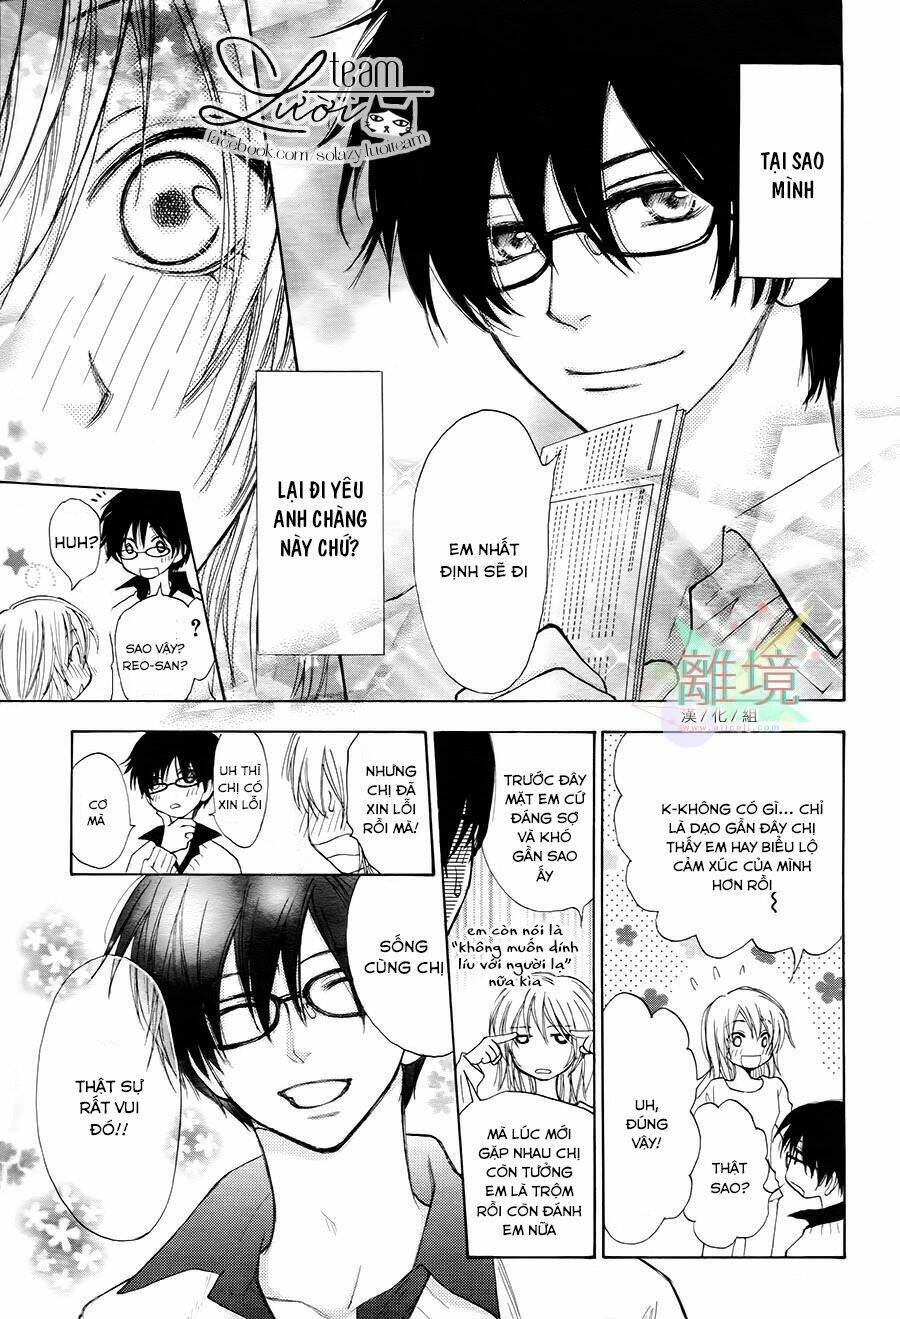 team
Lười
facebook.com/solazy.luoiteam
TẠI SAO
MÌNH
LẠI ĐI YÊU
ANH CHÀNG
NÀY CHỨ?
EM NHẤT
ĐỊNH SẼ ĐI
HUH?
?
SAO VẬY?
REO-SAN?
離境
漢/化/組
K-KHÔNG CÓ GÌ... CHỈ
LÀ DẠO GẦN ĐÂY CHỊ
THẤY EM HAY BIỂU LỘ
CẢM XÚC CỦA MÌNH
HƠN RỒI
THẬT
SAO?
UH,
ĐÚNG
VẬY!
TRƯỚC ĐÂY
MẶT EM CỨ
ĐÁNG SỢ
VÀ KHÓ
GẦN SAO
ẤY
em còn nói là
"không muốn dính
líu với người lạ"
nữa kìa
MÀ LÚC MỚI
GẶP NHAU CHỊ
CÒN TƯỞNG
EM LÀ TRỘM
RỒI CÒN ĐÁNH
EM NỮA
NHƯNG
CHỊ ĐÃ
XIN LỖI
RỒI MÀ!
UH THÌ
CHỊ CÓ
XIN LỖI
CƠ
MÀ
SỐNG
CÙNG CHỊ
THẬT SỰ
RẤT VUI
ĐÓ!!